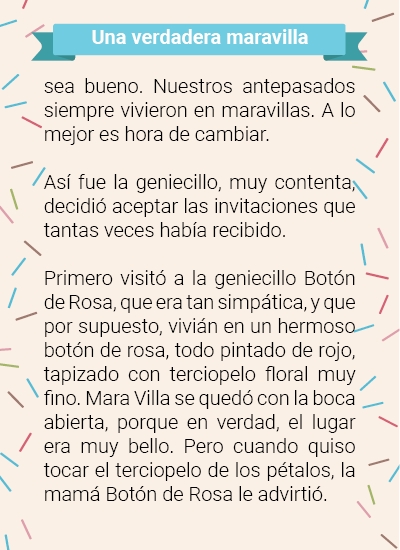 Una verdadera maravilla
sea bueno. Nuestros antepasados
siempre vivieron en maravillas. A lo
mejor es hora de cambiar.
Así fue la geniecillo, muy contenta,
decidió aceptar las invitaciones que
tantas veces había recibido.
Primero visitó a la geniecillo Botón
de Rosa, que era tan simpática, y que
por supuesto, vivián en un hermoso
botón de rosa, todo pintado de rojo,
tapizado con terciopelo floral muy
fino. Mara Villa se quedó con la boca
abierta, porque en verdad, el lugar
era muy bello. Pero cuando quiso
tocar el terciopelo de los pétalos, la
mamá Botón de Rosa le advirtió.